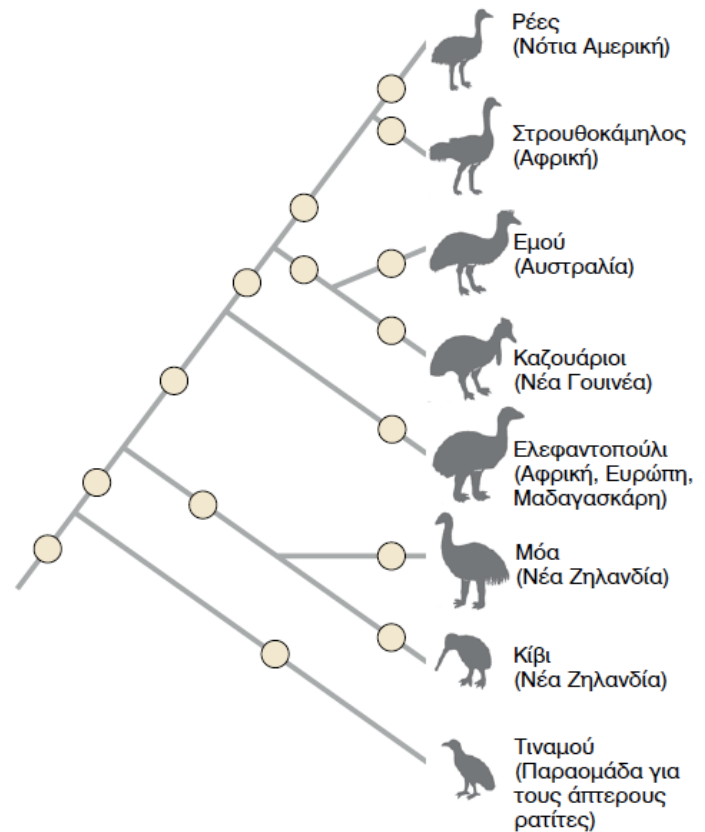 Ρέες
(Νότια Αμερική)
Στρουθοκάμηλος
(Αφρική)
Εμού
(Αυστραλία)
Καζουάριοι
(Νέα Γουινέα)
Ελεφαντοπούλι
(Αφρική, Ευρώπη,
Μαδαγασκάρη)
Μόα
(Νέα Ζηλανδία)
Κίβι
(Νέα Ζηλανδία)
Τιναμού
(Παραομάδα για
τους άπτερους
ρατίτες)